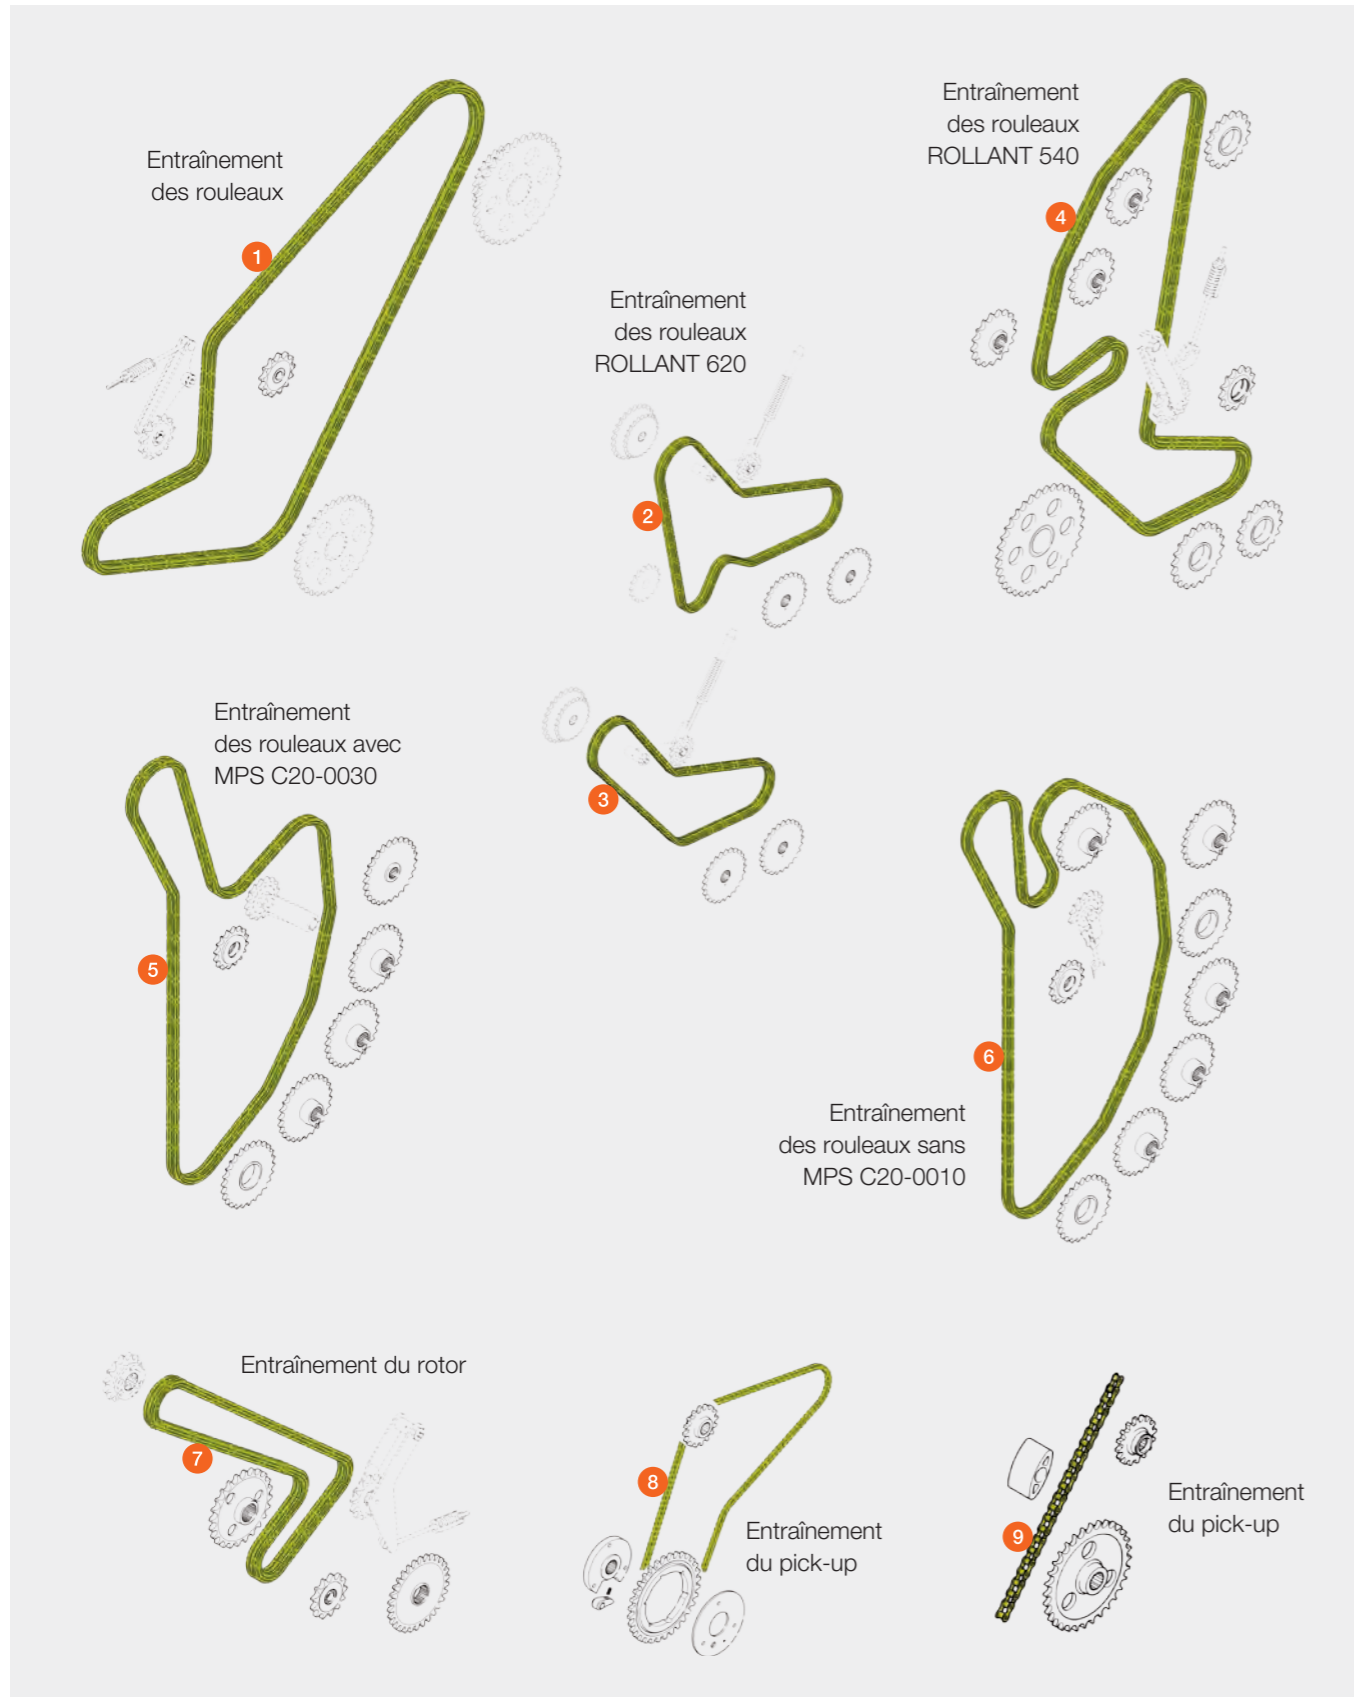 Entraînement
des rouleaux
1
Entraînement
des rouleaux
ROLLANT 540
4
Entraînement
des rouleaux
ROLLANT 620
2
3
Entraînement
des rouleaux avec
MPS C20-0030
5
6
Entraînement
des rouleaux sans
MPS C20-0010
Entraînement du rotor
7
8
Entraînement
du pick-up
9
Entraînement
du pick-up